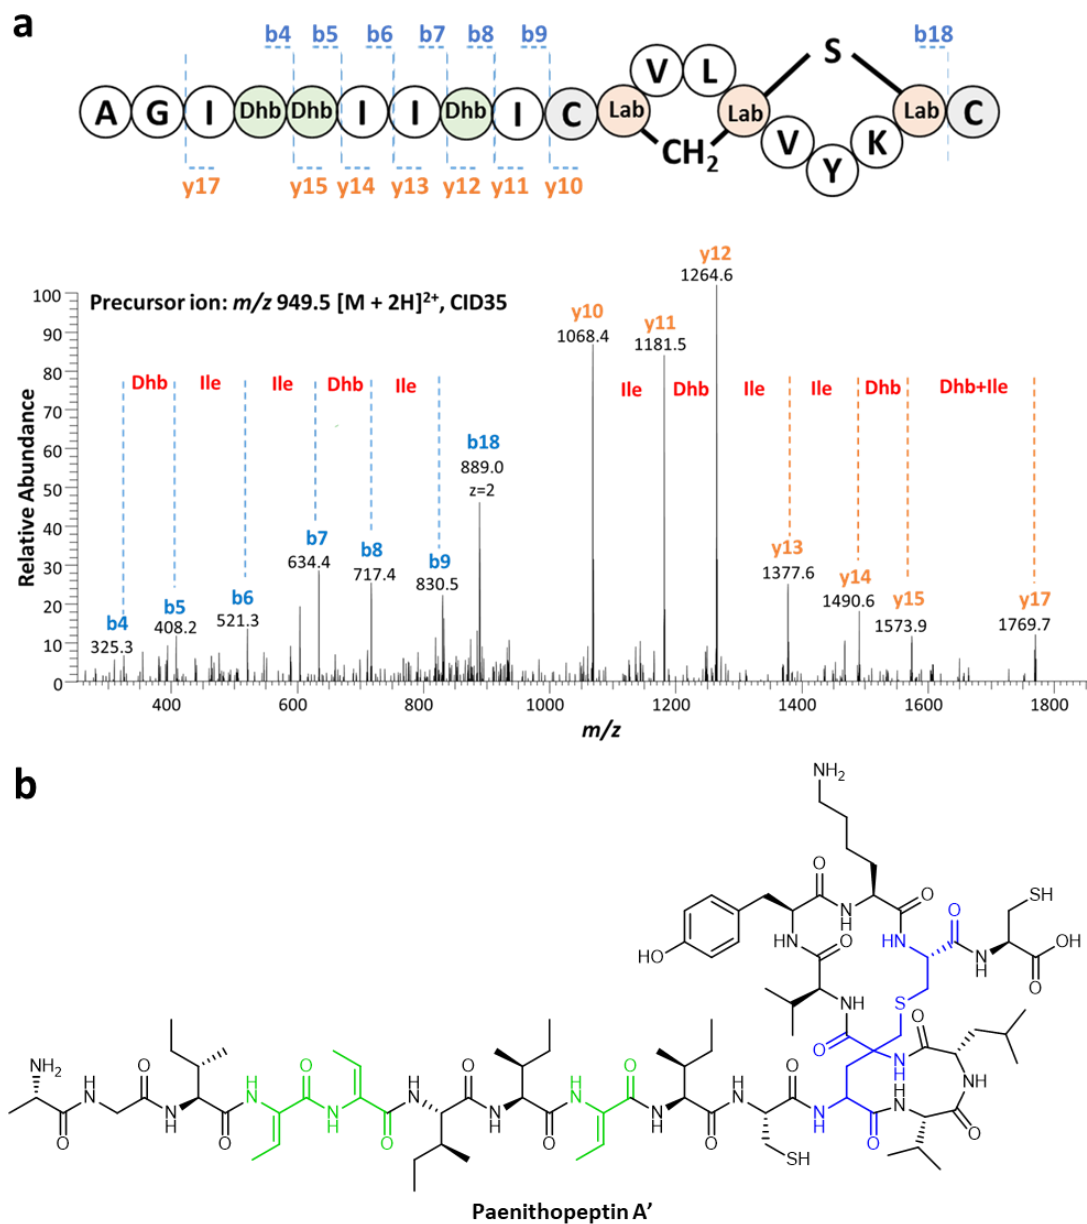 a
b4 b5 b6 b7 b8 b9 b18
A G I Dhb Dhb I I Dhb I C Lab V L Lab S V Y K Lab C
CH2
y17 y15 y14 y13 y12 y11 y10
Precursor ion: m/z 949.5 [M + 2H]2+, CID35
Relative Abundance
100
90
80
70
60
50
40
30
20
10
0
Dhb Ile Ile Dhb Ile
Ile Dhb Ile Ile Dhb Dhb+Ile
b4
325.3
b5
408.2
b6
521.3
b7
634.4
b8
717.4
b9
830.5
b18
889.0
z=2
y10
1068.4
y11
1181.5
y12
1264.6
y13
1377.6
y14
1490.6
y15
1573.9
y17
1769.7
400 600 800 1000 1200 1400 1600 1800
m/z
b
NH2
O O SH
N H HN O N H OH
HO NH O O
O NH S O
O N H NH
NH2 H N O O O H N O H N O O H N O
O N H O N H O N H O N H O N H O N H O O
SH
Paenithopeptin A’